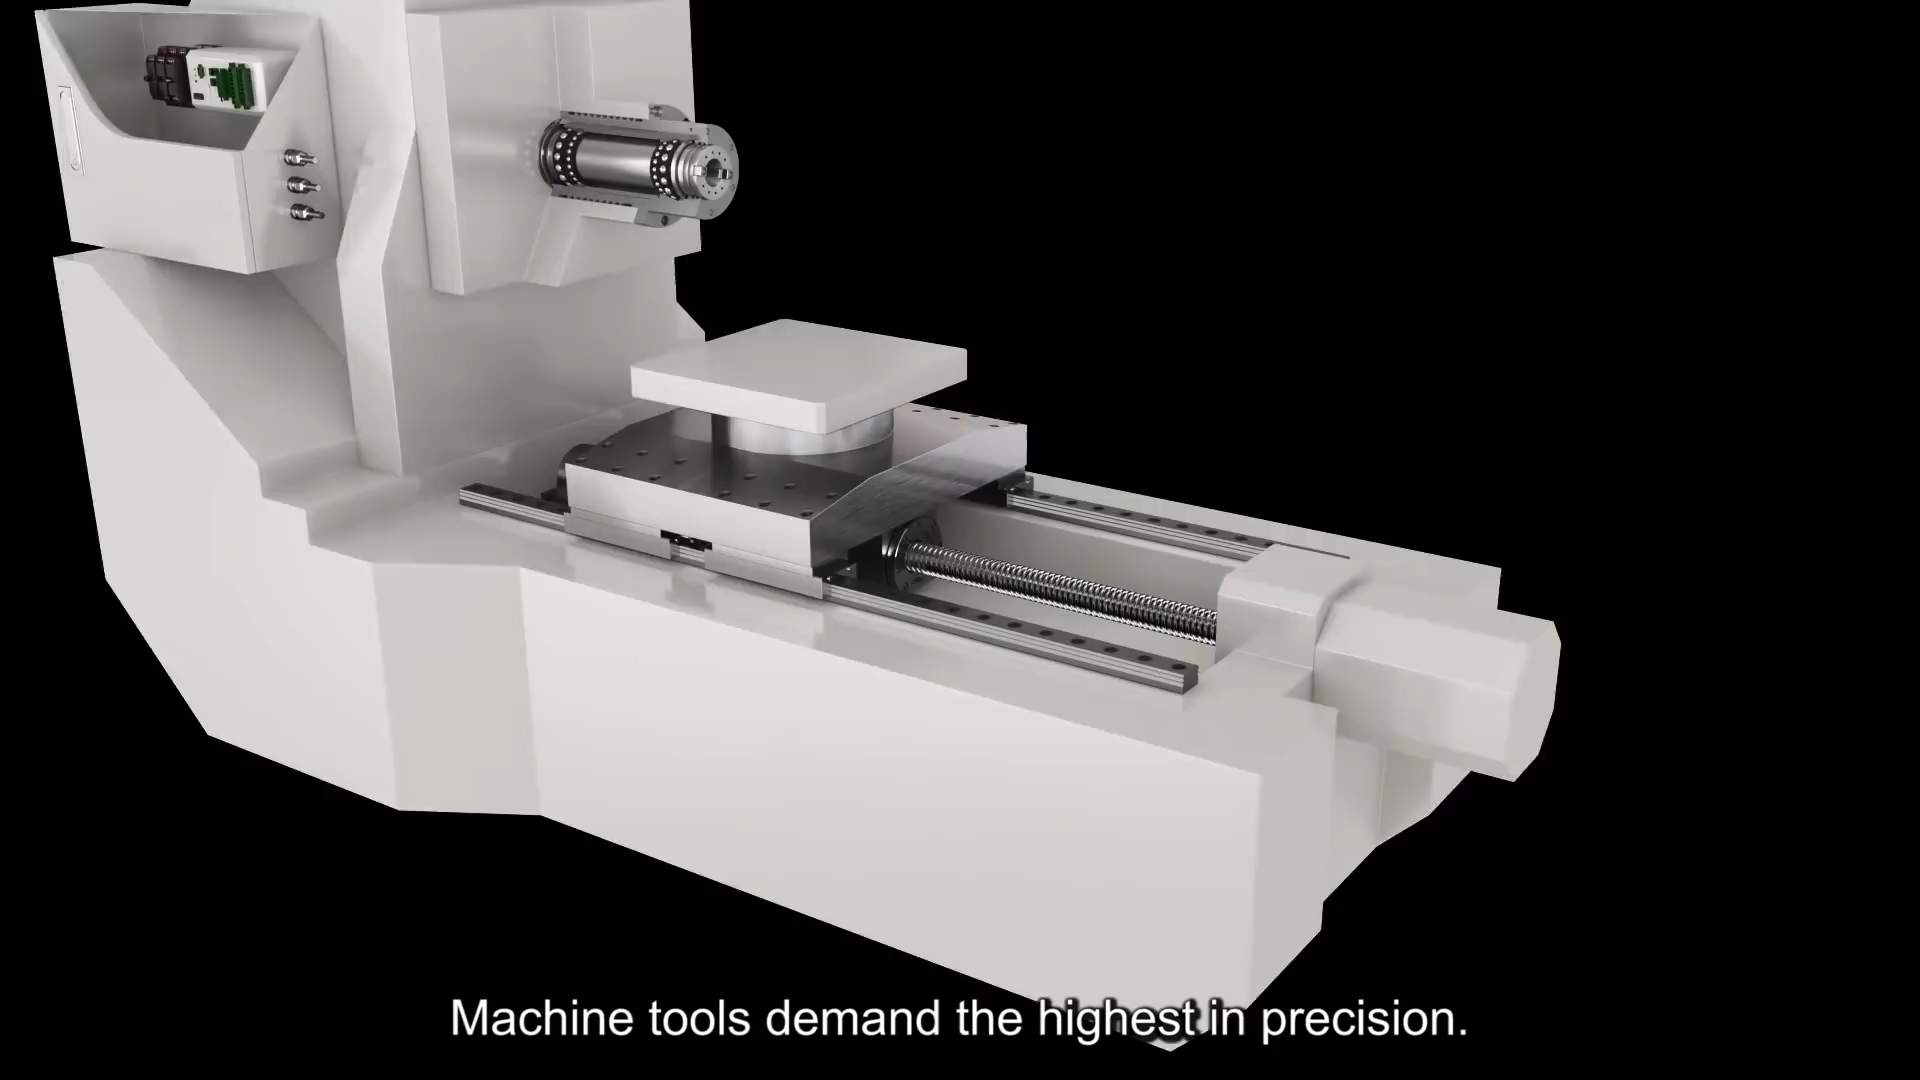 Machine tools demand the highest in precision.